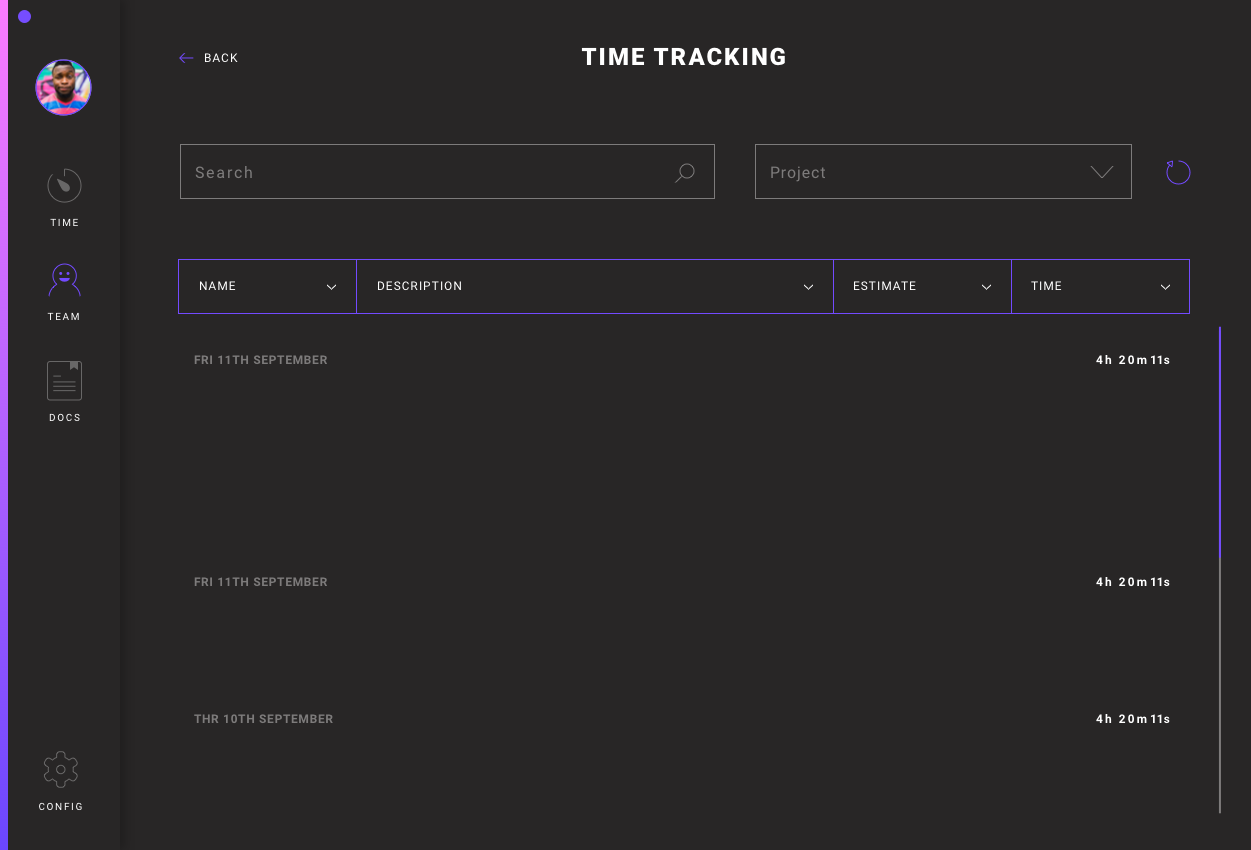 BACK
TIME TRACKING
Search
Project
TIME
TEAM
DOCS
CONFIG
NAME
DESCRIPTION
ESTIMATE
TIME
FRI 11TH SEPTEMBER
4h 20m 11s
FRI 11TH SEPTEMBER
4h 20m 11s
THR 10TH SEPTEMBER
4h 20m 11s